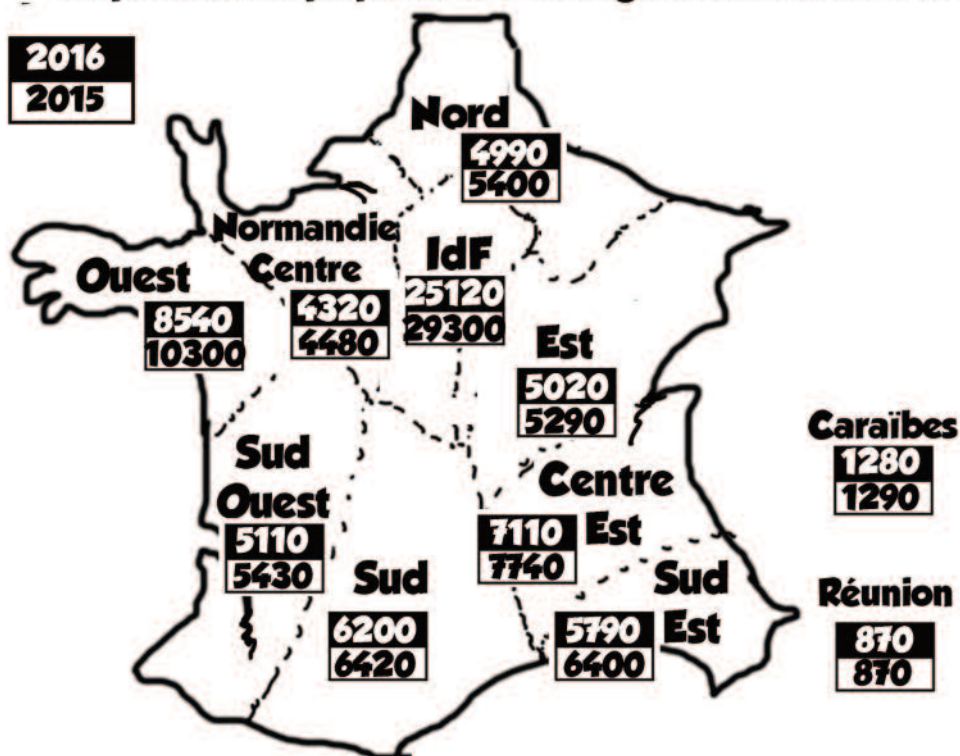 2016
2015
Nord
4990
5400
Normandie
Centre
4320
4480
IdF
25120
29300
Ouest
8540
10300
Est
5020
5290
Caraïbes
1280
1290
Sud
Ouest
5110
5430
Centre
Est
7110
7740
Sud
6200
6420
Sud
Est
5790
6400
Réunion
870
870